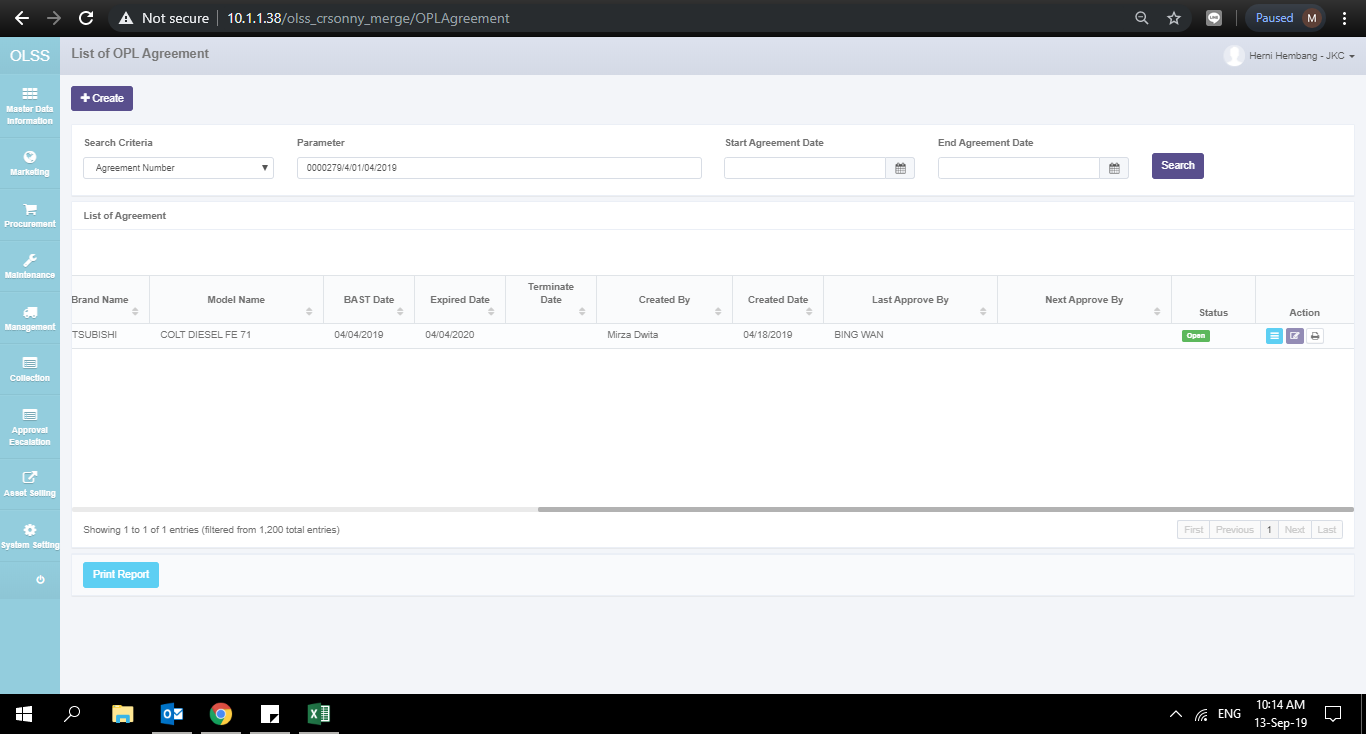 Not secure
10.1.1.38/olss_crsonny_merge/OPLAgreement
Paused
M
OLSS
List of OPL Agreement
Herni Hembang - JKC
Master Data
Information
Marketing
Procurement
Maintenance
Management
Collection
Approval
Escalation
Asset Selling
System Setting
Create
Search Criteria
Parameter
Start Agreement Date
End Agreement Date
Agreement Number
0000279/4/01/04/2019
Search
List of Agreement
Brand Name
Model Name
BAST Date
Expired Date
Terminate
Date
Created By
Created Date
Last Approve By
Next Approve By
Status
Action
TSUBISHI
COLT DIESEL FE 71
04/04/2019
04/04/2020
Mirza Dwita
04/18/2019
BING WAN
Open
Showing 1 to 1 of 1 entries (filtered from 1,200 total entries)
First
Previous
1
Next
Last
Print Report
ENG
10:14 AM
13-Sep-19